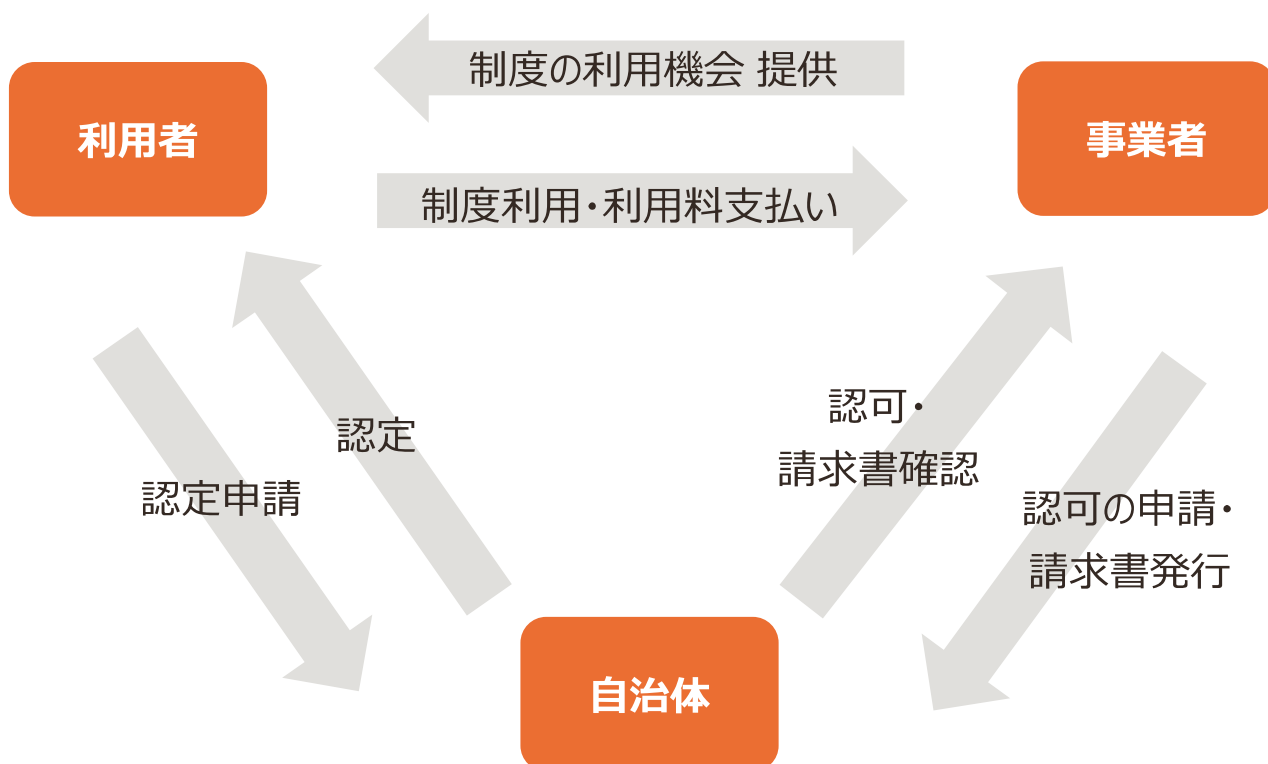 制度の利用機会 提供
利用者
事業者
制度利用・利用料支払い
認可・
請求書確認
認定
認定申請
認可の申請・
請求書発行
自治体